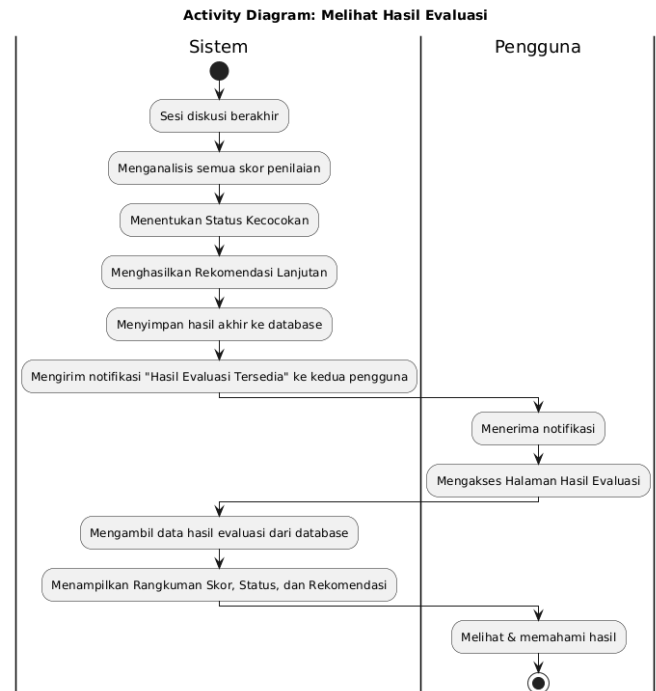 Activity Diagram: Melihat Hasil Evaluasi
Sistem
Pengguna
Sesi diskusi berakhir
Menganalisis semua skor penilaian
Menentukan Status Kecocokan
Menghasilkan Rekomendasi Lanjutan
Menyimpan hasil akhir ke database
Mengirim notifikasi "Hasil Evaluasi Tersedia" ke kedua pengguna
Menerima notifikasi
Mengakses Halaman Hasil Evaluasi
Mengambil data hasil evaluasi dari database
Menampilkan Rangkuman Skor, Status, dan Rekomendasi
Melihat & memahami hasil